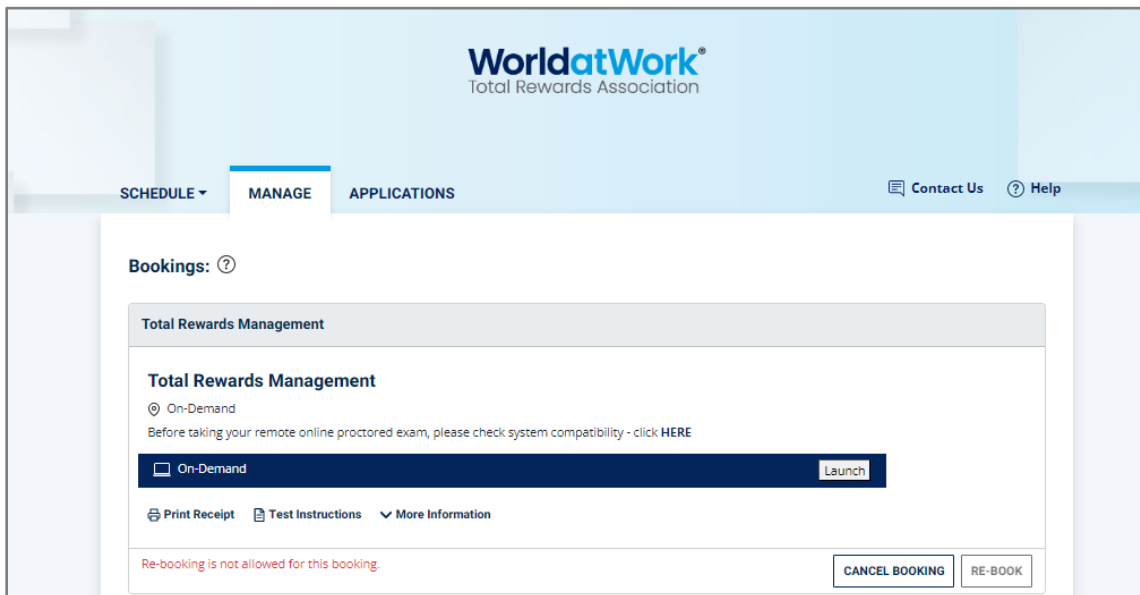 WorldatWork®
Total Rewards Association
SCHEDULE MANAGE APPLICATIONS Contact Us ? Help
Bookings: ?
Total Rewards Management
Total Rewards Management
On-Demand
Before taking your remote online proctored exam, please check system compatibility - click HERE
On-Demand Launch
Print Receipt Test Instructions More Information
Re-booking is not allowed for this booking. CANCEL BOOKING RE-BOOK